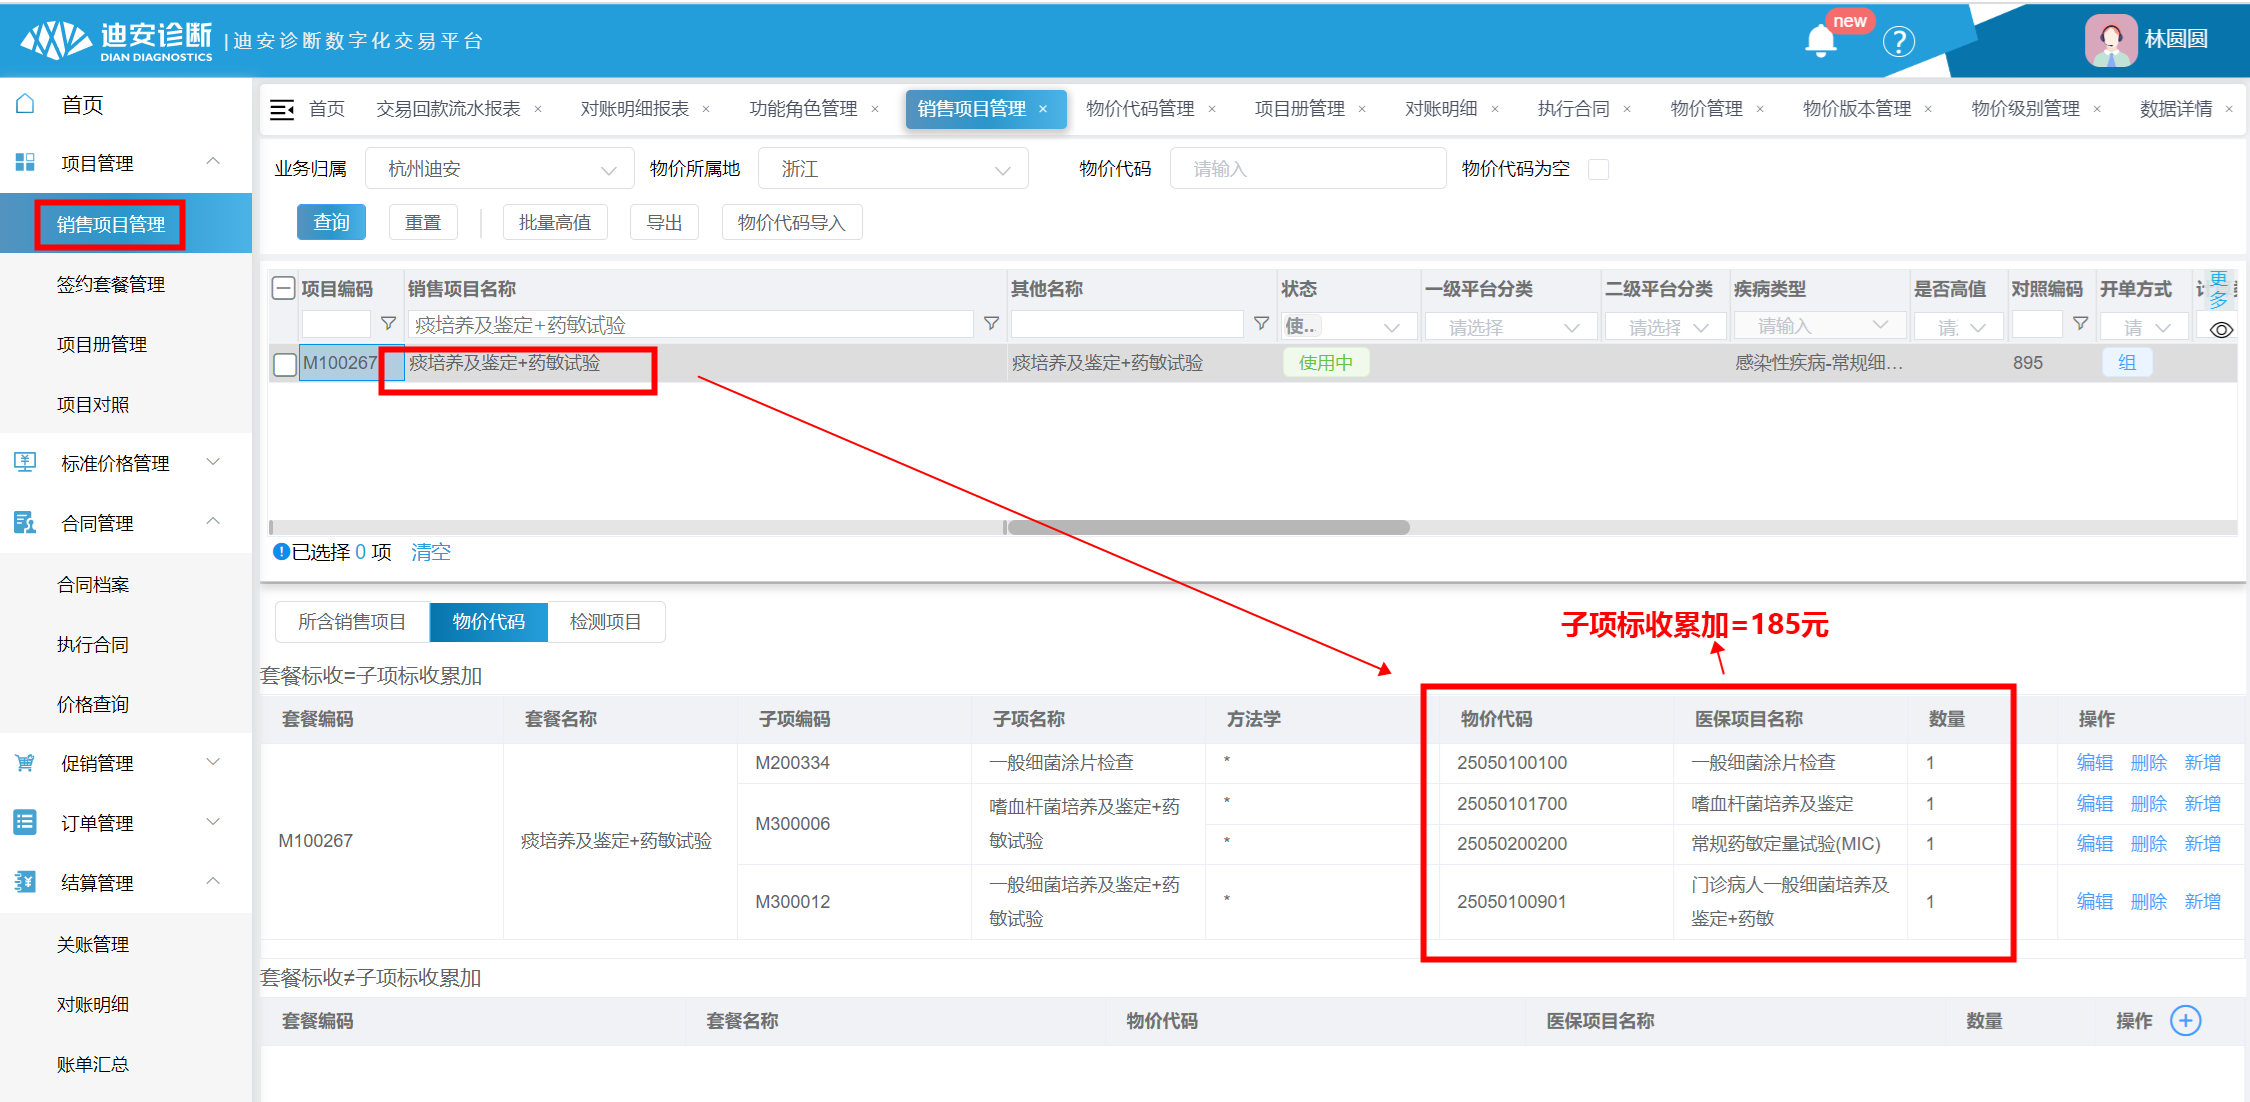 迪安诊断
DIAN DIAGNOSTICS
|迪安诊断数字化交易平台
new
?
林圆圆
首页
项目管理
销售项目管理
签约套餐管理
项目册管理
项目对照
标准价格管理
合同管理
合同档案
执行合同
价格查询
促销管理
订单管理
结算管理
关账管理
对账明细
账单汇总
首页 交易回款流水报表 × 对账明细报表 × 功能角色管理 × 销售项目管理 × 物价代码管理 × 项目册管理 × 对账明细 × 执行合同 × 物价管理 × 物价版本管理 × 物价级别管理 × 数据详情 ×
业务归属 杭州迪安 物价所属地 浙江 物价代码 请输入 物价代码为空
查询 重置 批量高值 导出 物价代码导入
项目编码 销售项目名称 其他名称 状态 一级平台分类 二级平台分类 疾病类型 是否高值 对照编码 开单方式 更多
痰培养及鉴定+药敏试验 使.. 请选择 请选择 请输入 请. 请
M100267 痰培养及鉴定+药敏试验 痰培养及鉴定+药敏试验 使用中 感染性疾病-常规细... 895 组
已选择 0 项 清空
所含销售项目 物价代码 检测项目
子项标收累加=185元
套餐标收=子项标收累加
套餐编码 套餐名称 子项编码 子项名称 方法学 物价代码 医保项目名称 数量 操作
M100267 痰培养及鉴定+药敏试验
M200334 一般细菌涂片检查 * 25050100100 一般细菌涂片检查 1 编辑 删除 新增
M300006 嗜血杆菌培养及鉴定+药
敏试验
* 25050101700 嗜血杆菌培养及鉴定 1 编辑 删除 新增
* 25050200200 常规药敏定量试验(MIC) 1 编辑 删除 新增
M300012 一般细菌培养及鉴定+药
敏试验
* 25050100901 门诊病人一般细菌培养及
鉴定+药敏
1 编辑 删除 新增
套餐标收≠子项标收累加
套餐编码 套餐名称 物价代码 医保项目名称 数量 操作